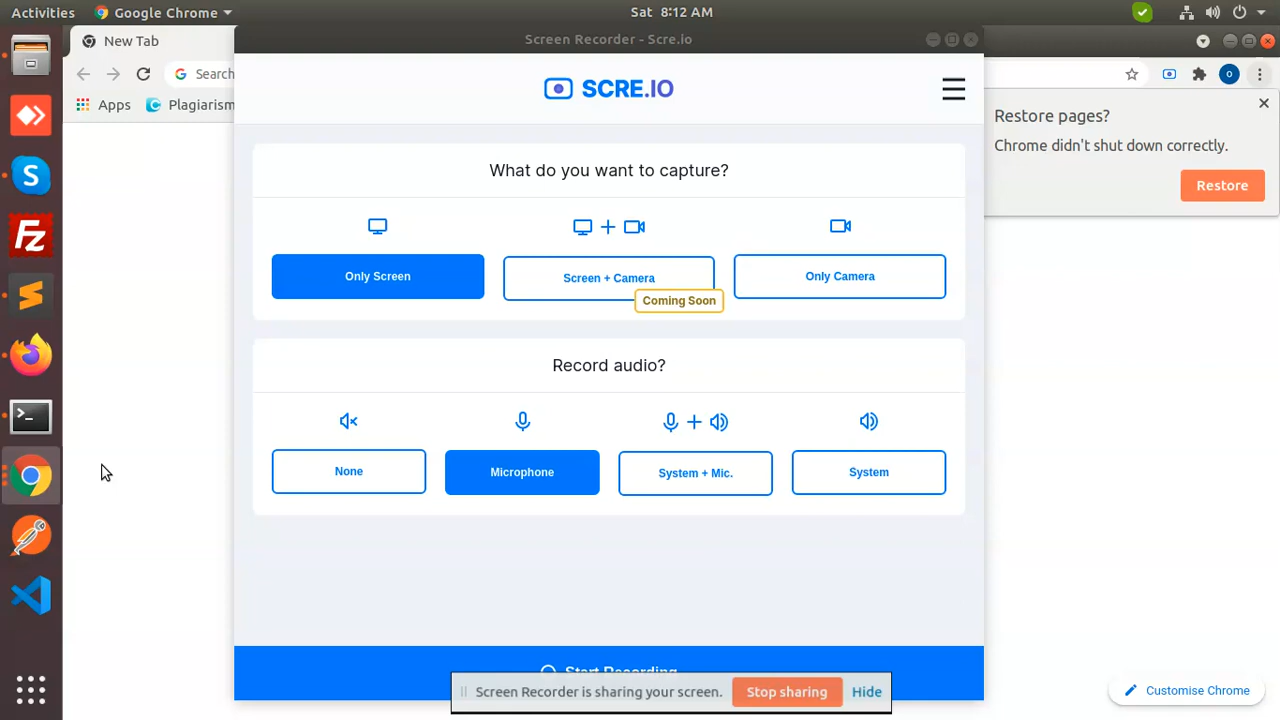 Activities
Google Chrome
Sat 8:12 AM
New Tab
Screen Recorder - Scre.io
Search
Apps
Plagiarism
SCRE.IO
Restore pages?
Chrome didn't shut down correctly.
Restore
What do you want to capture?
Only Screen
Screen + Camera
Coming Soon
Only Camera
Record audio?
None
Microphone
System + Mic.
System
Start Recording
Screen Recorder is sharing your screen.
Stop sharing
Hide
Customise Chrome